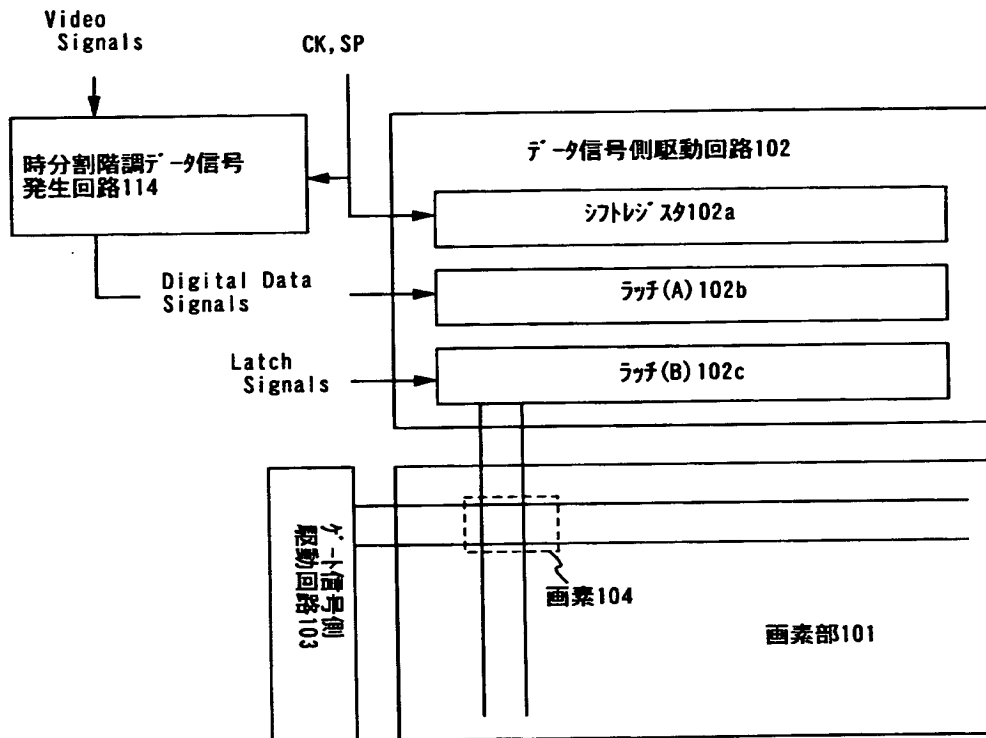 Video
Signals
CK,SP
時分割階調データ信号
発生回路114
データ信号側駆動回路102
シフトレジスタ102a
Digital Data
Signals
ラッチ(A)102b
Latch
Signals
ラッチ(B)102c
ゲート信号側
駆動回路103
画素104
画素部101